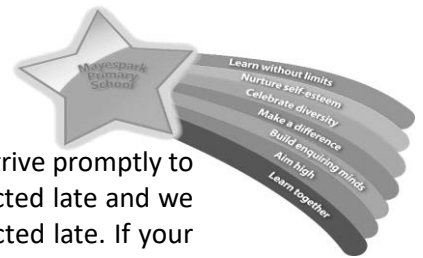 Mayespark
Primary
School
Learn without limits
Nurture self-esteem
Celebrate diversity
Make a difference
Build enquiring minds
Aim high
Learn together
rrive promptly to
cted late and we
cted late. If your